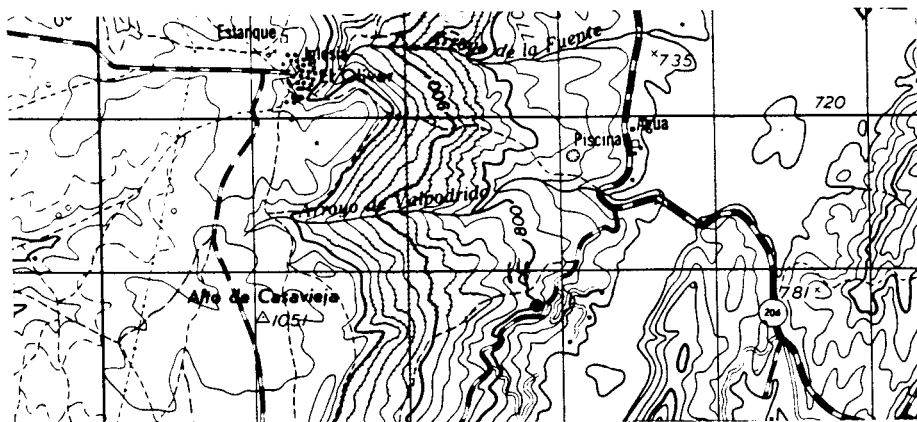 Estanque
Iglesia
El Olivar
Arroyo de la Fuente
735
900
720
Agua
Piscina
Arroyo de Valpodrido
800
Alto de Casavieja
1051
781
204